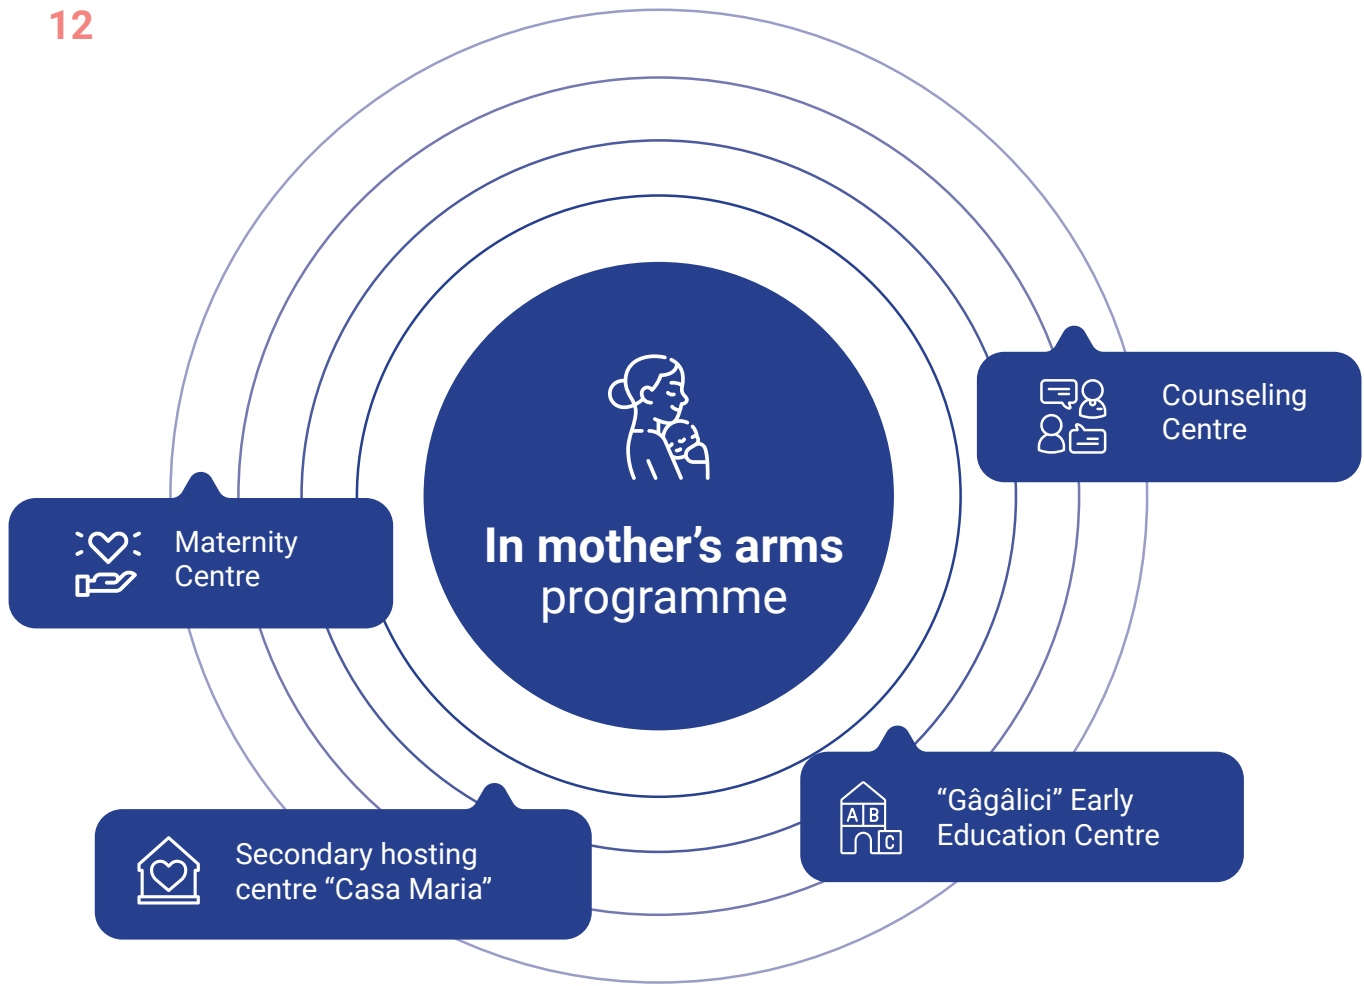 12
In mother’s arms
programme
Counseling
Centre
Maternity
Centre
“Gâgâlici” Early
Education Centre
A B
C
Secondary hosting
centre “Casa Maria”